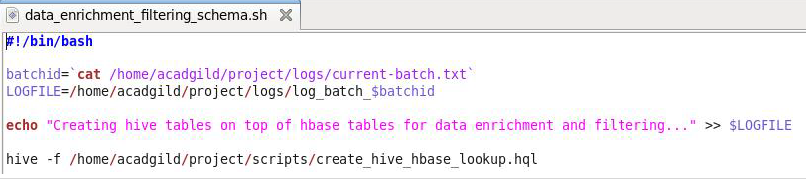 data_enrichment_filtering_schema.sh
#!/bin/bash
batchid=`cat /home/acadgild/project/logs/current-batch.txt`
LOGFILE=/home/acadgild/project/logs/log_batch_$batchid
echo "Creating hive tables on top of hbase tables for data enrichment and filtering..." >> $LOGFILE
hive -f /home/acadgild/project/scripts/create_hive_hbase_lookup.hql